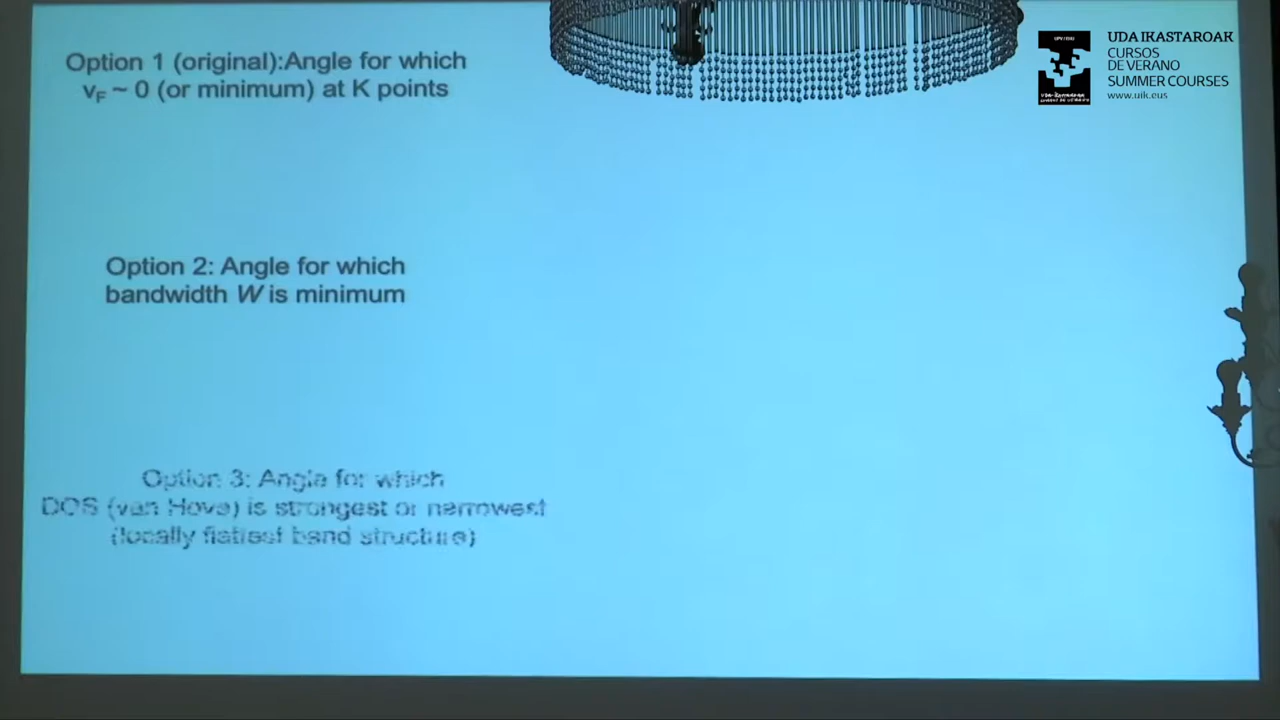 Option 1 (original):Angle for which
vF ~ 0 (or minimum) at K points
Option 2: Angle for which
bandwidth W is minimum
Option 3: Angle for which
DOS (van Hove) is strongest or narrowest
(locally flattest band structure)
UDA IKASTAROAK
CURSOS
DE VERANO
SUMMER COURSES
www.uik.eus